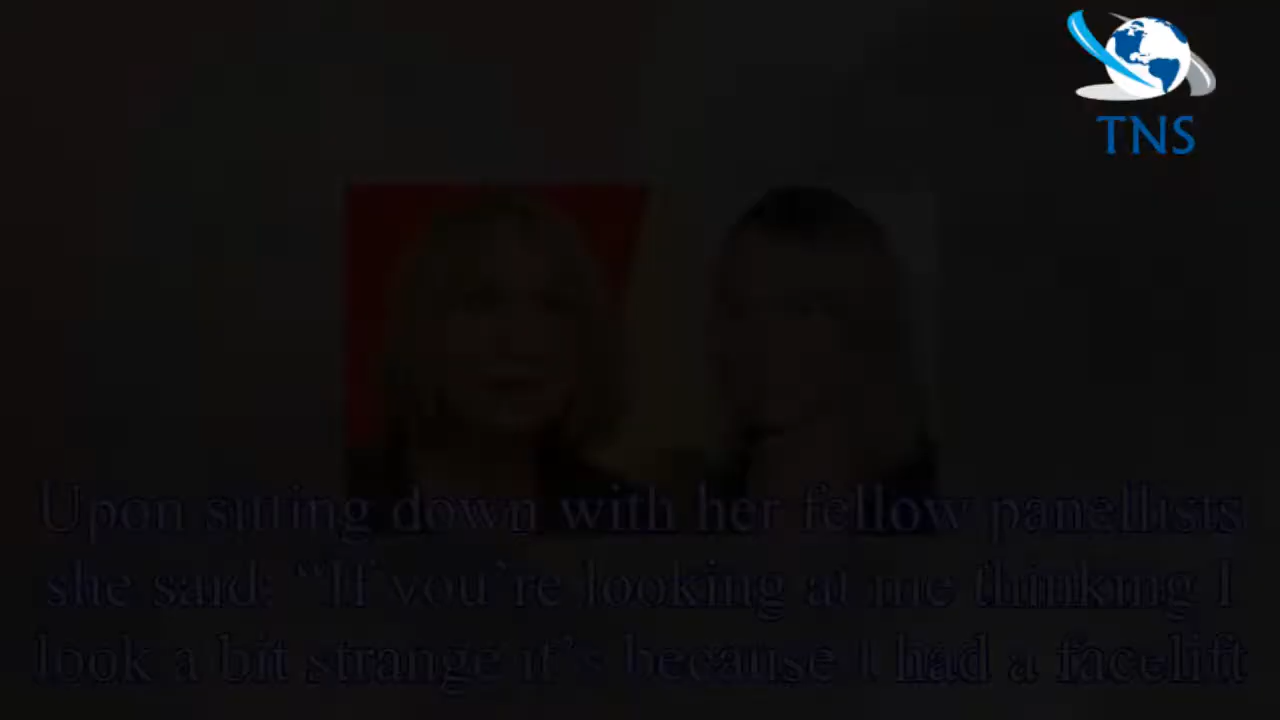 TNS
Upon sitting down with her fellow panellists
she said: “If you’re looking at me thinking I
look a bit strange it’s because I had a facelift